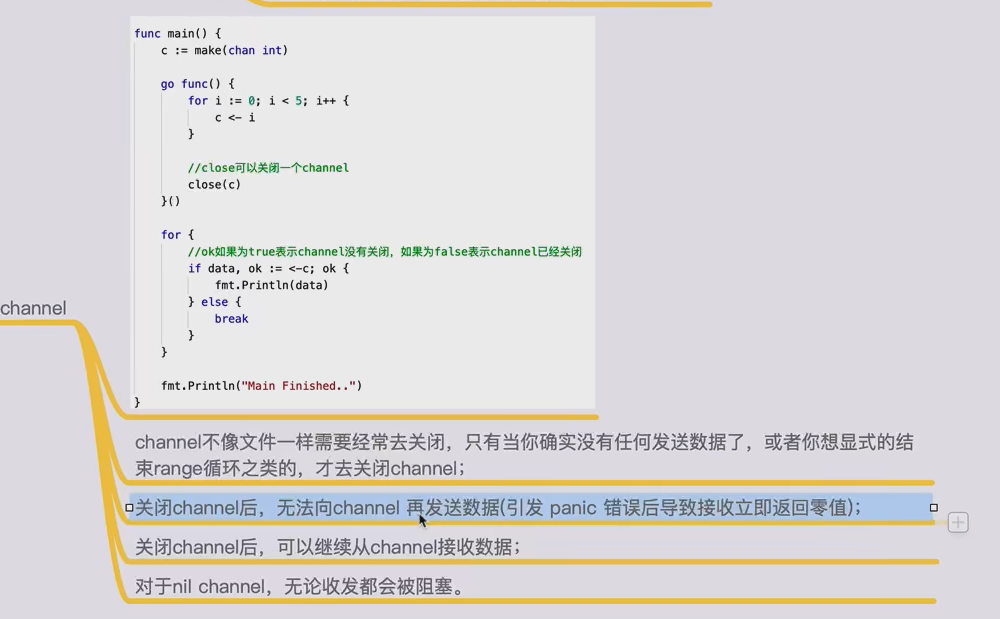 func main() {
    c := make(chan int)

    go func() {
        for i := 0; i < 5; i++ {
            c <- i
        }

        //close可以关闭一个channel
        close(c)
    }()

    for {
        //ok如果为true表示channel没有关闭，如果为false表示channel已经关闭
        if data, ok := <-c; ok {
            fmt.Println(data)
        } else {
            break
        }
    }

    fmt.Println("Main Finished..")
}
channel
channel不像文件一样需要经常去关闭，只有当你确实没有任何发送数据了，或者你想显式的结
束range循环之类的，才去关闭channel；
关闭channel后，无法向channel 再发送数据(引发 panic 错误后导致接收立即返回零值)；
关闭channel后，可以继续从channel接收数据；
对于nil channel，无论收发都会被阻塞。